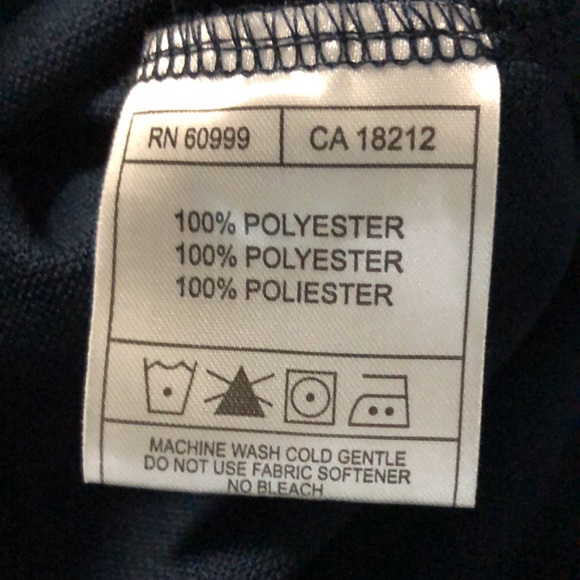 RN 60999 CA 18212
100% POLYESTER
100% POLYESTER
100% POLIESTER
MACHINE WASH COLD GENTLE
DO NOT USE FABRIC SOFTENER
NO BLEACH